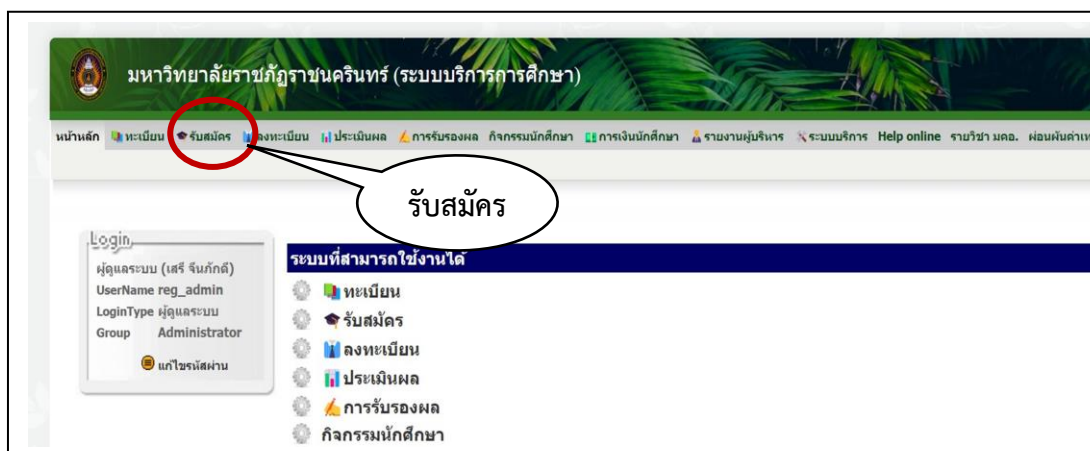 มหาวิทยาลัยราชภัฏราชนครินทร์ (ระบบบริการการศึกษา)
หน้าหลัก ทะเบียน รับสมัคร ลงทะเบียน ประเมินผล การรับรองผล กิจกรรมนักศึกษา การเงินนักศึกษา รายงานผู้บริหาร ระบบบริการ Help online รายวิชา มคอ. ผ่อนผันค่าเท
รับสมัคร
Login
ผู้ดูแลระบบ (เสรี จีนภักดี)
UserName reg_admin
LoginType ผู้ดูแลระบบ
Group Administrator
แก้ไขรหัสผ่าน
ระบบที่สามารถใช้งานได้
ทะเบียน
รับสมัคร
ลงทะเบียน
ประเมินผล
การรับรองผล
กิจกรรมนักศึกษา